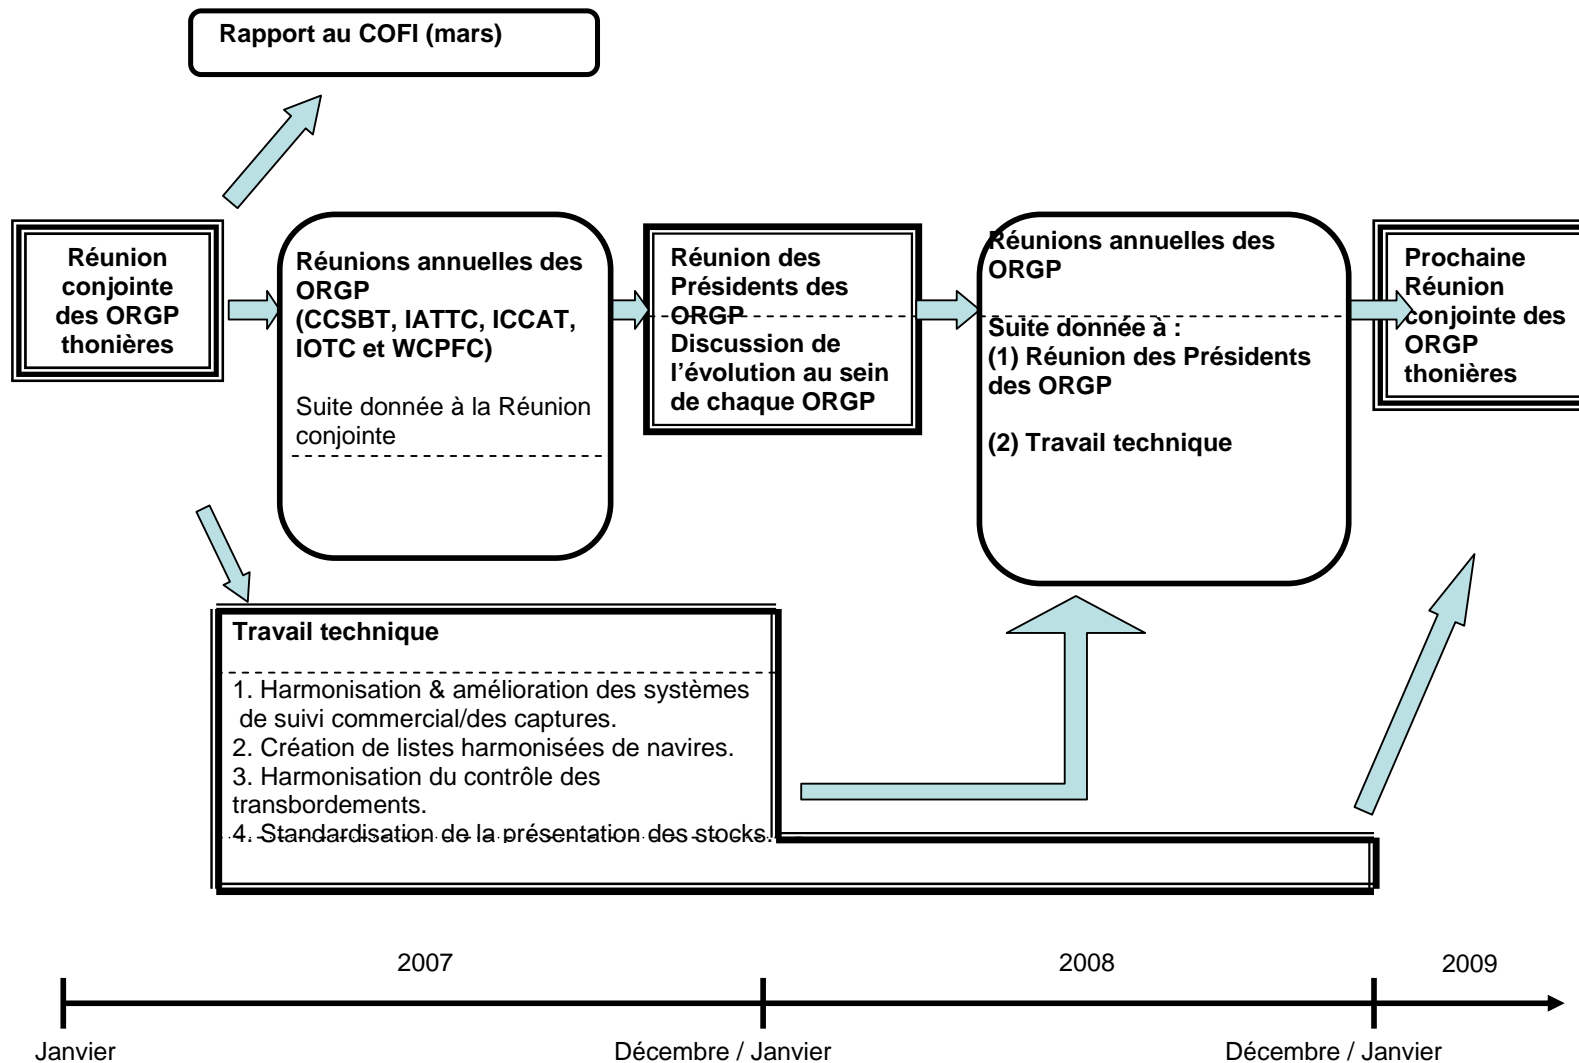 Rapport au COFI (mars)
Réunion
conjointe
des ORGP
thonières
Réunions annuelles des
ORGP
(CCSBT, IATTC, ICCAT,
IOTC et WCPFC)
Suite donnée à la Réunion
conjointe
Réunion des
Présidents des
ORGP
Discussion de
l'évolution au sein
de chaque ORGP
Réunions annuelles des
ORGP
Suite donnée à :
(1) Réunion des Présidents
des ORGP
(2) Travail technique
Prochaine
Réunion
conjointe des
ORGP
thonières
Travail technique
1. Harmonisation & amélioration des systèmes
de suivi commercial/des captures.
2. Création de listes harmonisées de navires.
3. Harmonisation du contrôle des
transbordements.
4. Standardisation de la présentation des stocks.
2007
2008
2009
Janvier
Décembre / Janvier
Décembre / Janvier